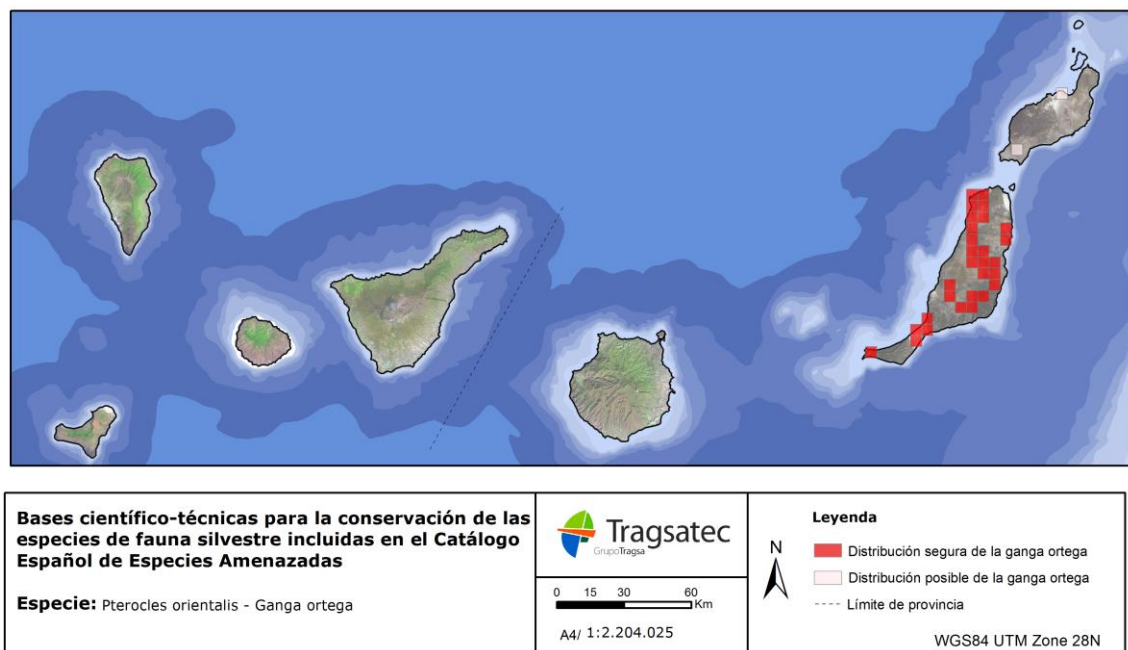 Bases científico-técnicas para la conservación de las
especies de fauna silvestre incluidas en el Catálogo
Español de Especies Amenazadas
Especie: Pterocles orientalis - Ganga ortega
Tragsatec
GrupoTragsa
0 15 30 60
Km
A4/ 1:2.204.025
N
Leyenda
Distribución segura de la ganga ortega
Distribución posible de la ganga ortega
Límite de provincia
WGS84 UTM Zone 28N